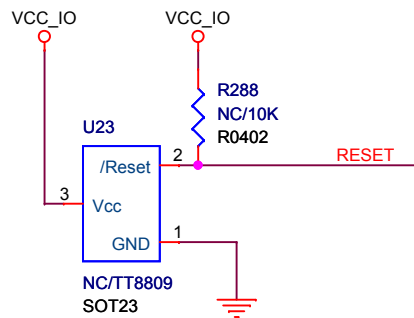 VCC_IO
VCC_IO
R288
NC/10K
R0402
U23
/Reset
2
RESET
3
Vcc
GND
1
NC/TT8809
SOT23